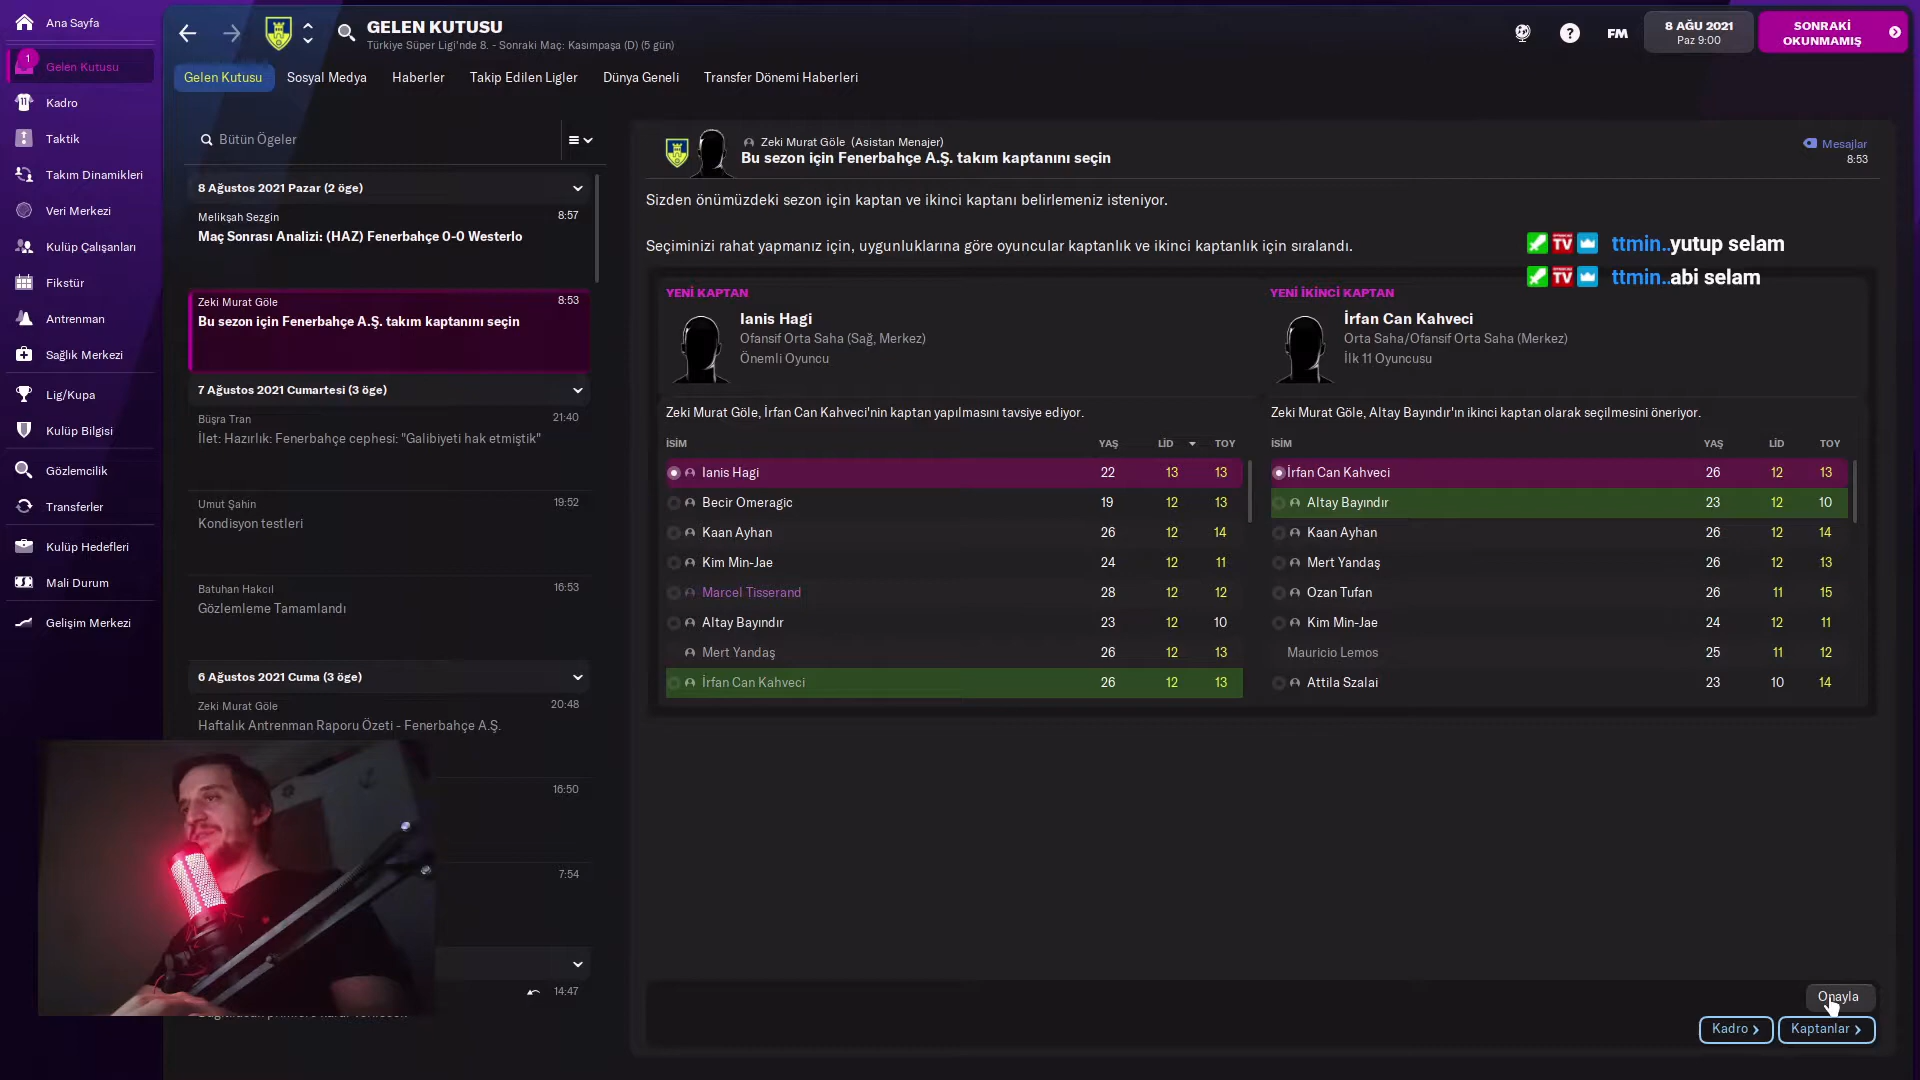 Ana Sayfa
1
Gelen Kutusu
Kadro
Taktik
Takım Dinamikleri
Veri Merkezi
Kulüp Çalışanları
Fikstür
Antrenman
Sağlık Merkezi
Lig/Kupa
Kulüp Bilgisi
Gözlemcilik
Transferler
Kulüp Hedefleri
Mali Durum
Gelişim Merkezi
GELEN KUTUSU
Türkiye Süper Ligi'nde 8. - Sonraki Maç: Kasımpaşa (D) (5 gün)
FM
8 AĞU 2021
Paz 9:00
SONRAKİ OKUNMAMIŞ
Gelen Kutusu Sosyal Medya Haberler Takip Edilen Ligler Dünya Geneli Transfer Dönemi Haberleri
Bütün Ögeler
8 Ağustos 2021 Pazar (2 öge)
Melikşah Sezgin 8:57
Maç Sonrası Analizi: (HAZ) Fenerbahçe 0-0 Westerlo
Zeki Murat Göle 8:53
Bu sezon için Fenerbahçe A.Ş. takım kaptanını seçin
7 Ağustos 2021 Cumartesi (3 öge)
Büşra Tran 21:40
İlet: Hazırlık: Fenerbahçe cephesi: "Galibiyeti hak etmiştik"
Umut Şahin 19:52
Kondisyon testleri
Batuhan Hakcıl 16:53
Gözlemleme Tamamlandı
6 Ağustos 2021 Cuma (3 öge)
Zeki Murat Göle 20:48
Haftalık Antrenman Raporu Özeti - Fenerbahçe A.Ş.
16:50
7:54
14:47
Zeki Murat Göle (Asistan Menajer)
Bu sezon için Fenerbahçe A.Ş. takım kaptanını seçin
Mesajlar
8:53
Sizden önümüzdeki sezon için kaptan ve ikinci kaptanı belirlemeniz isteniyor.
Seçiminizi rahat yapmanız için, uygunluklarına göre oyuncular kaptanlık ve ikinci kaptanlık için sıralandı.
TV ttmin..yutup selam
TV ttmin..abi selam
YENİ KAPTAN
Ianis Hagi
Ofansif Orta Saha (Sağ, Merkez)
Önemli Oyuncu
Zeki Murat Göle, İrfan Can Kahveci'nin kaptan yapılmasını tavsiye ediyor.
İSİM YAŞ LİD TOY
Ianis Hagi 22 13 13
Becir Omeragic 19 12 13
Kaan Ayhan 26 12 14
Kim Min-Jae 24 12 11
Marcel Tisserand 28 12 12
Altay Bayındır 23 12 10
Mert Yandaş 26 12 13
İrfan Can Kahveci 26 12 13
YENİ İKİNCİ KAPTAN
İrfan Can Kahveci
Orta Saha/Ofansif Orta Saha (Merkez)
İlk 11 Oyuncusu
Zeki Murat Göle, Altay Bayındır'ın ikinci kaptan olarak seçilmesini öneriyor.
İSİM YAŞ LİD TOY
İrfan Can Kahveci 26 12 13
Altay Bayındır 23 12 10
Kaan Ayhan 26 12 14
Mert Yandaş 26 12 13
Ozan Tufan 26 11 15
Kim Min-Jae 24 12 11
Mauricio Lemos 25 11 12
Attila Szalai 23 10 14
Onayla
Kadro
Kaptanlar